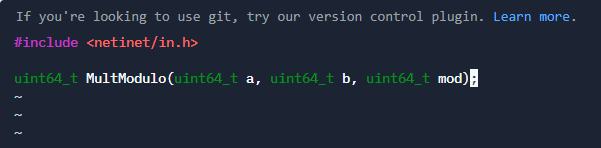 If you're looking to use git, try our version control plugin. Learn more.
#include <netinet/in.h>
uint64_t MultModulo(uint64_t a, uint64_t b, uint64_t mod);
~
~
~